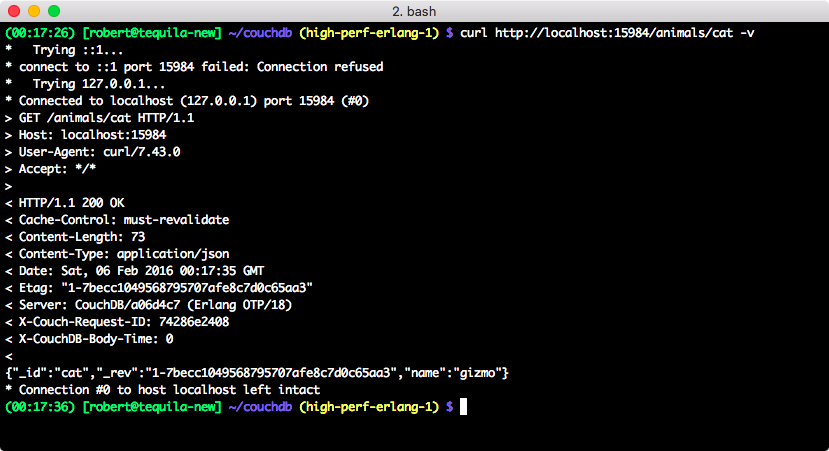 2. bash
(00:17:26) [robert@tequila-new] ~/couchdb (high-perf-erlang-1) $ curl http://localhost:15984/animals/cat -v
*   Trying ::1...
* connect to ::1 port 15984 failed: Connection refused
*   Trying 127.0.0.1...
* Connected to localhost (127.0.0.1) port 15984 (#0)
> GET /animals/cat HTTP/1.1
> Host: localhost:15984
> User-Agent: curl/7.43.0
> Accept: */*
>
< HTTP/1.1 200 OK
< Cache-Control: must-revalidate
< Content-Length: 73
< Content-Type: application/json
< Date: Sat, 06 Feb 2016 00:17:35 GMT
< Etag: "1-7becc1049568795707afe8c7d0c65aa3"
< Server: CouchDB/a06d4c7 (Erlang OTP/18)
< X-Couch-Request-ID: 74286e2408
< X-CouchDB-Body-Time: 0
<
{"_id":"cat","_rev":"1-7becc1049568795707afe8c7d0c65aa3","name":"gizmo"}
* Connection #0 to host localhost left intact
(00:17:36) [robert@tequila-new] ~/couchdb (high-perf-erlang-1) $